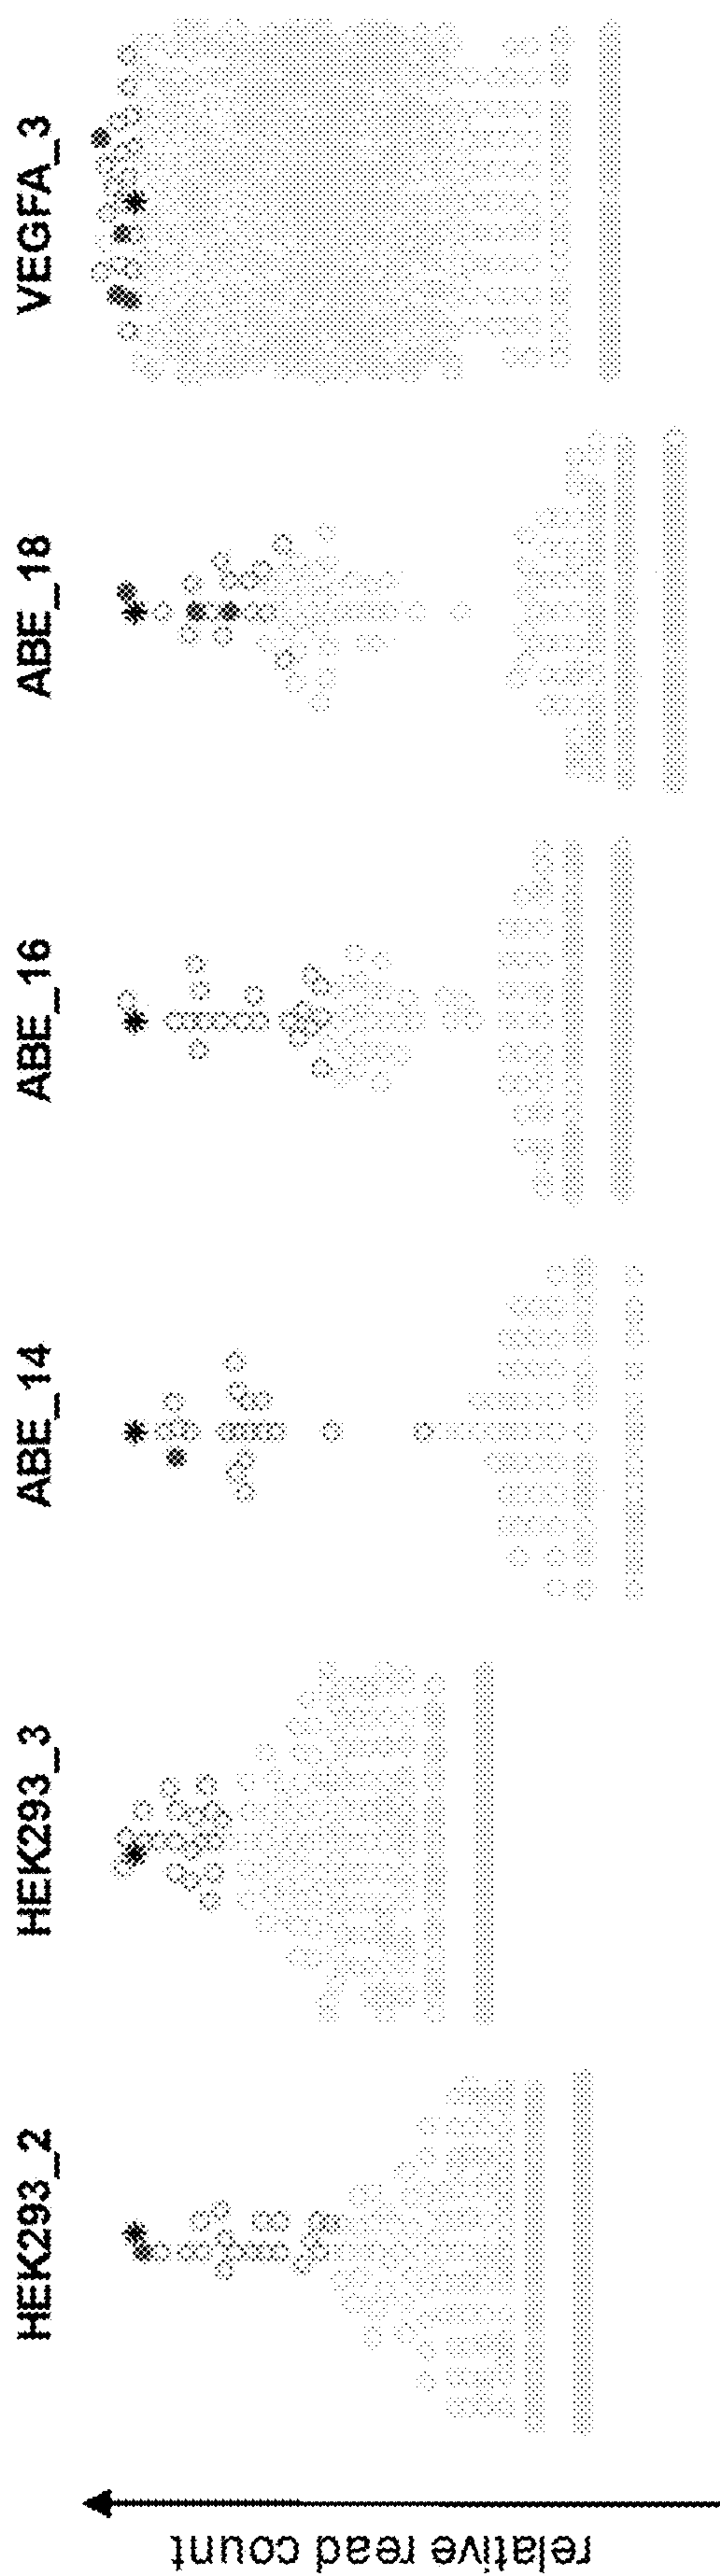 relative read count
HEK293_2
HEK293_3
ABE_14
ABE_16
ABE_18
VEGFA_3